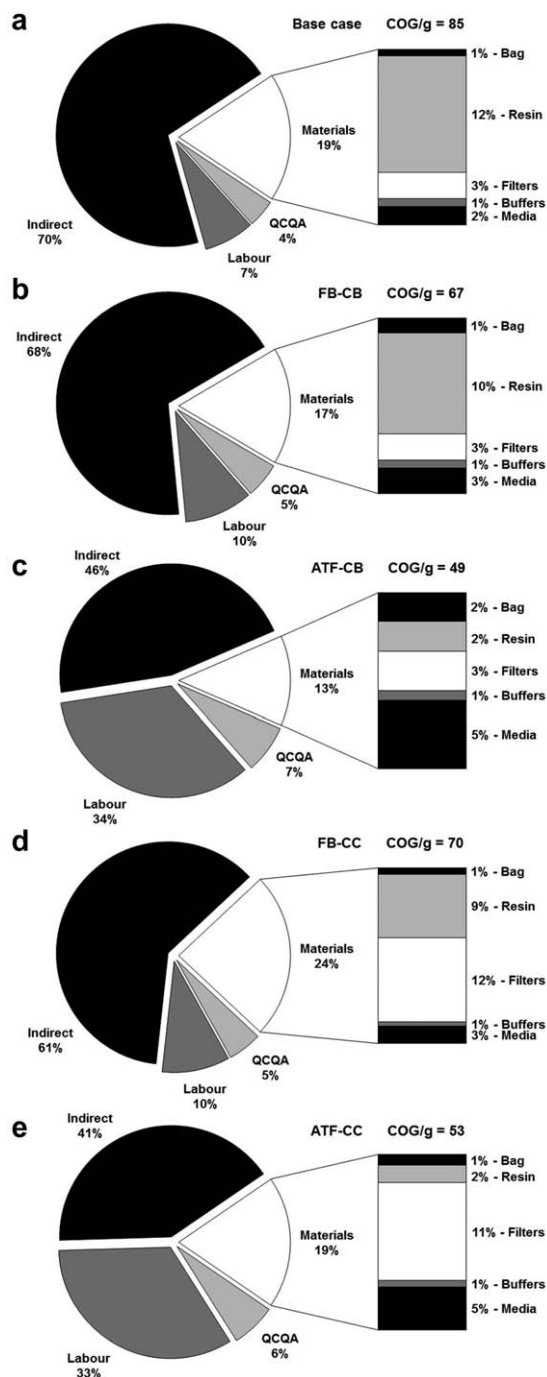 a
Base case COG/g = 85
1% - Bag
12% - Resin
Materials
19%
3% - Filters
1% - Buffers
2% - Media
Indirect
70%
QCQA
4%
Labour
7%
b
FB-CB COG/g = 67
1% - Bag
Indirect
68%
10% - Resin
Materials
17%
3% - Filters
1% - Buffers
3% - Media
QCQA
5%
Labour
10%
c
Indirect
46%
ATF-CB COG/g = 49
2% - Bag
2% - Resin
Materials
13%
3% - Filters
1% - Buffers
5% - Media
QCQA
7%
Labour
34%
d
FB-CC COG/g = 70
1% - Bag
9% - Resin
Materials
24%
12% - Filters
1% - Buffers
3% - Media
Indirect
61%
QCQA
5%
Labour
10%
e
Indirect
41%
ATF-CC COG/g = 53
1% - Bag
2% - Resin
Materials
19%
11% - Filters
1% - Buffers
5% - Media
QCQA
6%
Labour
33%